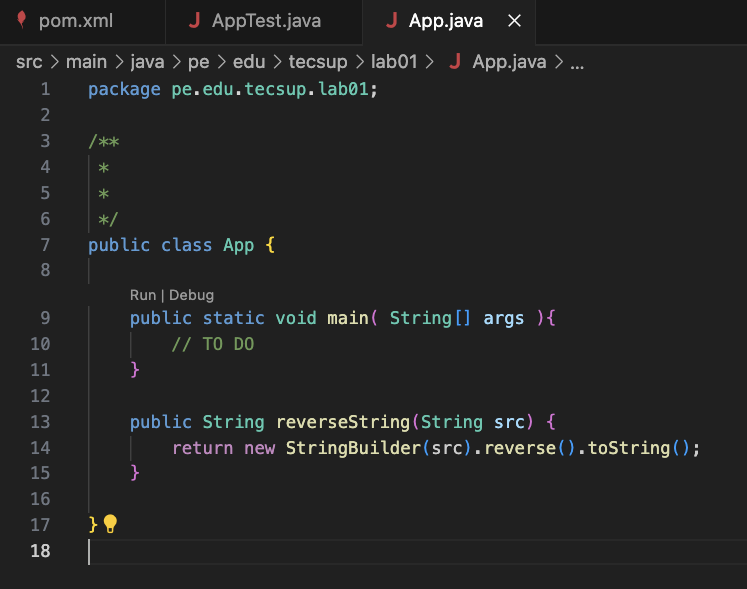 pom.xml J AppTest.java J App.java ×
src > main > java > pe > edu > tecsup > lab01 > J App.java > ...
1 package pe.edu.tecsup.lab01;
2
3 /**
4 *
5 *
6 */
7 public class App {
8
Run | Debug
9 public static void main( String[] args ){
10 // TO DO
11 }
12
13 public String reverseString(String src) {
14 return new StringBuilder(src).reverse().toString();
15 }
16
17 }
18